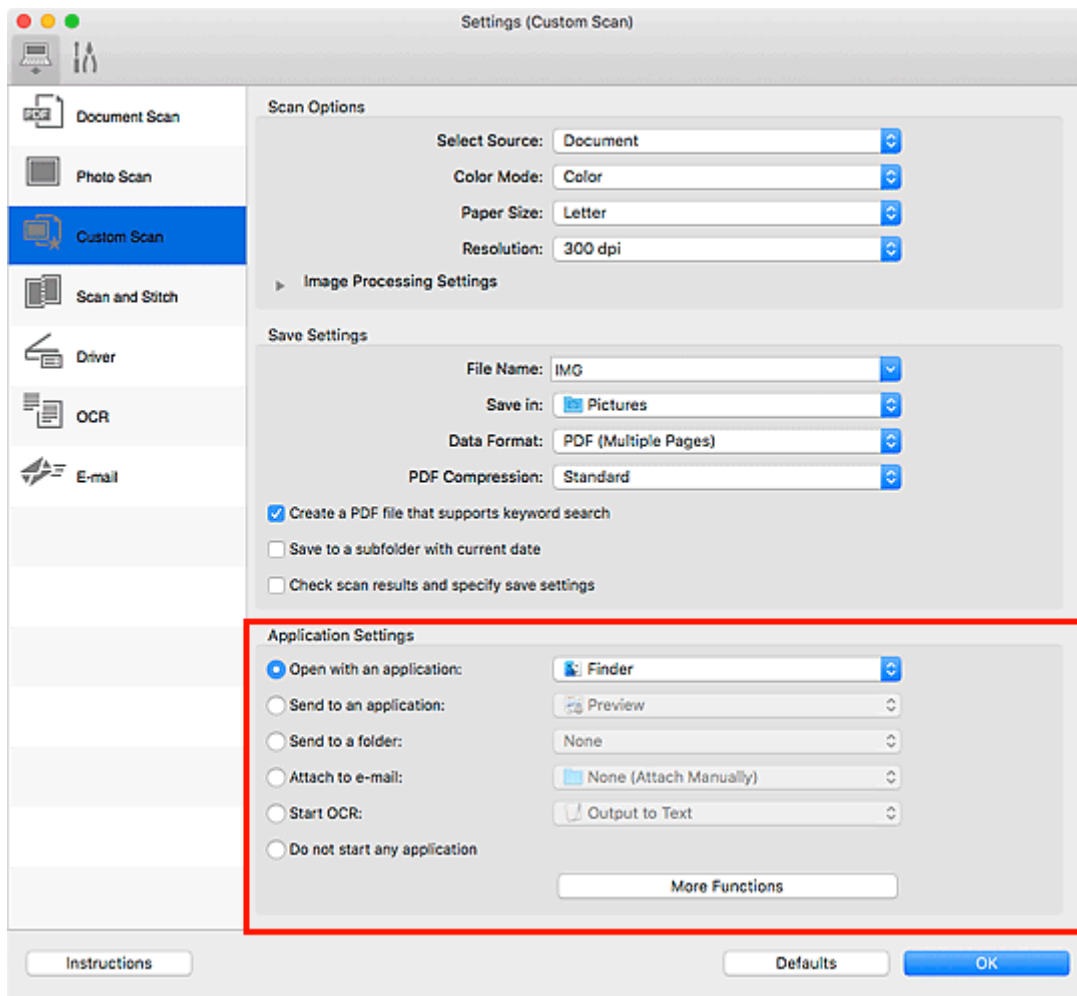 Settings (Custom Scan)
Document Scan
Photo Scan
Custom Scan
Scan and Stitch
Driver
OCR
E-mail
Scan Options
Select Source: Document
Color Mode: Color
Paper Size: Letter
Resolution: 300 dpi
Image Processing Settings
Save Settings
File Name: IMG
Save in: Pictures
Data Format: PDF (Multiple Pages)
PDF Compression: Standard
Create a PDF file that supports keyword search
Save to a subfolder with current date
Check scan results and specify save settings
Application Settings
Open with an application: Finder
Send to an application: Preview
Send to a folder: None
Attach to e-mail: None (Attach Manually)
Start OCR: Output to Text
Do not start any application
More Functions
Instructions Defaults OK